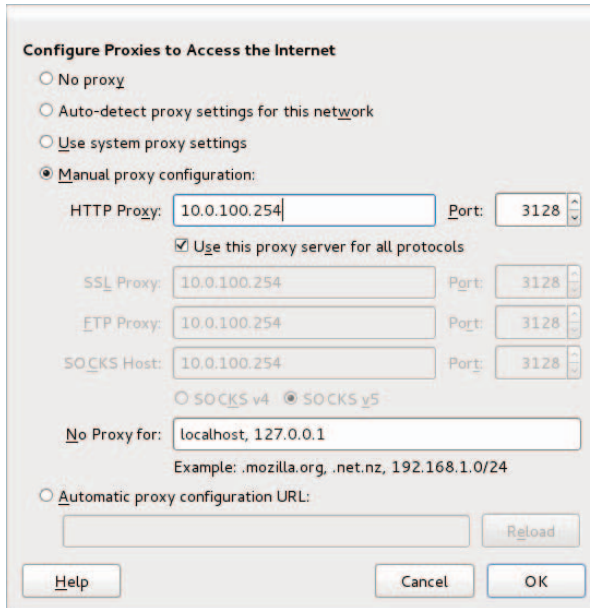 Configure Proxies to Access the Internet
No proxy
Auto-detect proxy settings for this network
Use system proxy settings
Manual proxy configuration:
HTTP Proxy: 10.0.100.254 Port: 3128
Use this proxy server for all protocols
SSL Proxy: 10.0.100.254 Port: 3128
FTP Proxy: 10.0.100.254 Port: 3128
SOCKS Host: 10.0.100.254 Port: 3128
SOCKS v4 SOCKS v5
No Proxy for: localhost, 127.0.0.1
Example: .mozilla.org, .net.nz, 192.168.1.0/24
Automatic proxy configuration URL:
Reload
Help Cancel OK